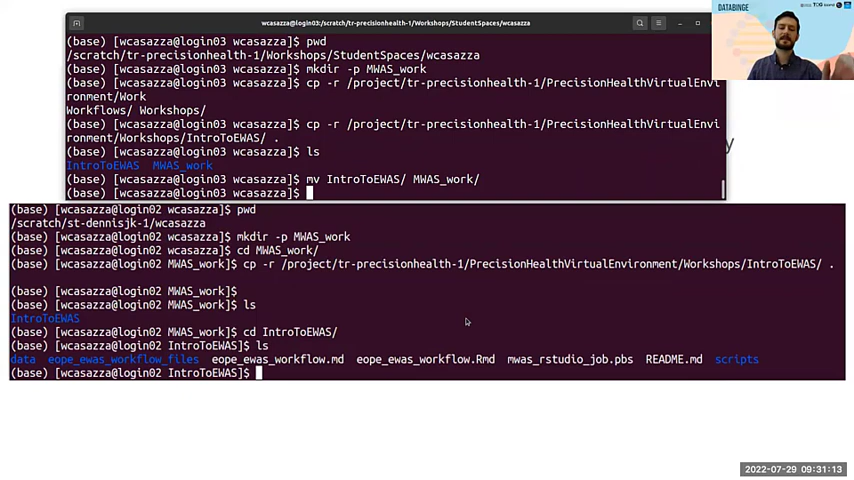 wcasazza@login03:/scratch/tr-precisionhealth-1/Workshops/StudentSpaces/wcasazza
DATABINGE
(base) [wcasazza@login03 wcasazza]$ pwd
/scratch/tr-precisionhealth-1/Workshops/StudentSpaces/wcasazza
(base) [wcasazza@login03 wcasazza]$ mkdir -p MWAS_work
(base) [wcasazza@login03 wcasazza]$ cp -r /project/tr-precisionhealth-1/PrecisionHealthVirtualEnvi
ronment/Work
Workflows/ Workshops/
(base) [wcasazza@login03 wcasazza]$ cp -r /project/tr-precisionhealth-1/PrecisionHealthVirtualEnvi
ronment/Workshops/IntroToEWAS/ .
(base) [wcasazza@login03 wcasazza]$ ls
IntroToEWAS MWAS_work
(base) [wcasazza@login03 wcasazza]$ mv IntroToEWAS/ MWAS_work/
(base) [wcasazza@login03 wcasazza]$
y
(base) [wcasazza@login02 wcasazza]$ pwd
/scratch/st-dennisjk-1/wcasazza
(base) [wcasazza@login02 wcasazza]$ mkdir -p MWAS_work
(base) [wcasazza@login02 wcasazza]$ cd MWAS_work/
(base) [wcasazza@login02 MWAS_work]$ cp -r /project/tr-precisionhealth-1/PrecisionHealthVirtualEnvironment/Workshops/IntroToEWAS/ .
(base) [wcasazza@login02 MWAS_work]$
(base) [wcasazza@login02 MWAS_work]$ ls
IntroToEWAS
(base) [wcasazza@login02 MWAS_work]$ cd IntroToEWAS/
(base) [wcasazza@login02 IntroToEWAS]$ ls
data eope_ewas_workflow_files eope_ewas_workflow.md eope_ewas_workflow.Rmd mwas_rstudio_job.pbs README.md scripts
(base) [wcasazza@login02 IntroToEWAS]$
2022-07-29 09:31:13